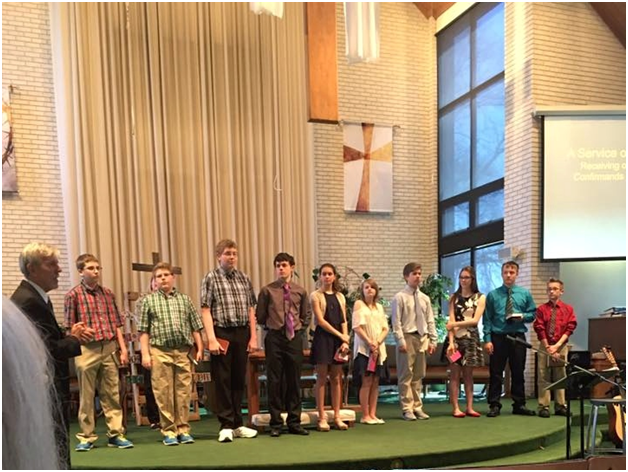 A Service o
Receiving o
Confirmands